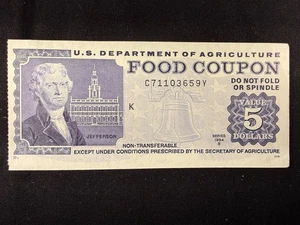 U.S. DEPARTMENT OF AGRICULTURE
FOOD COUPON
C71103659Y
DO NOT FOLD
OR SPINDLE
K
VALUE
5
DOLLARS
JEFFERSON
NON-TRANSFERABLE
SERIES
EXCEPT UNDER CONDITIONS PRESCRIBED BY THE SECRETARY OF AGRICULTURE